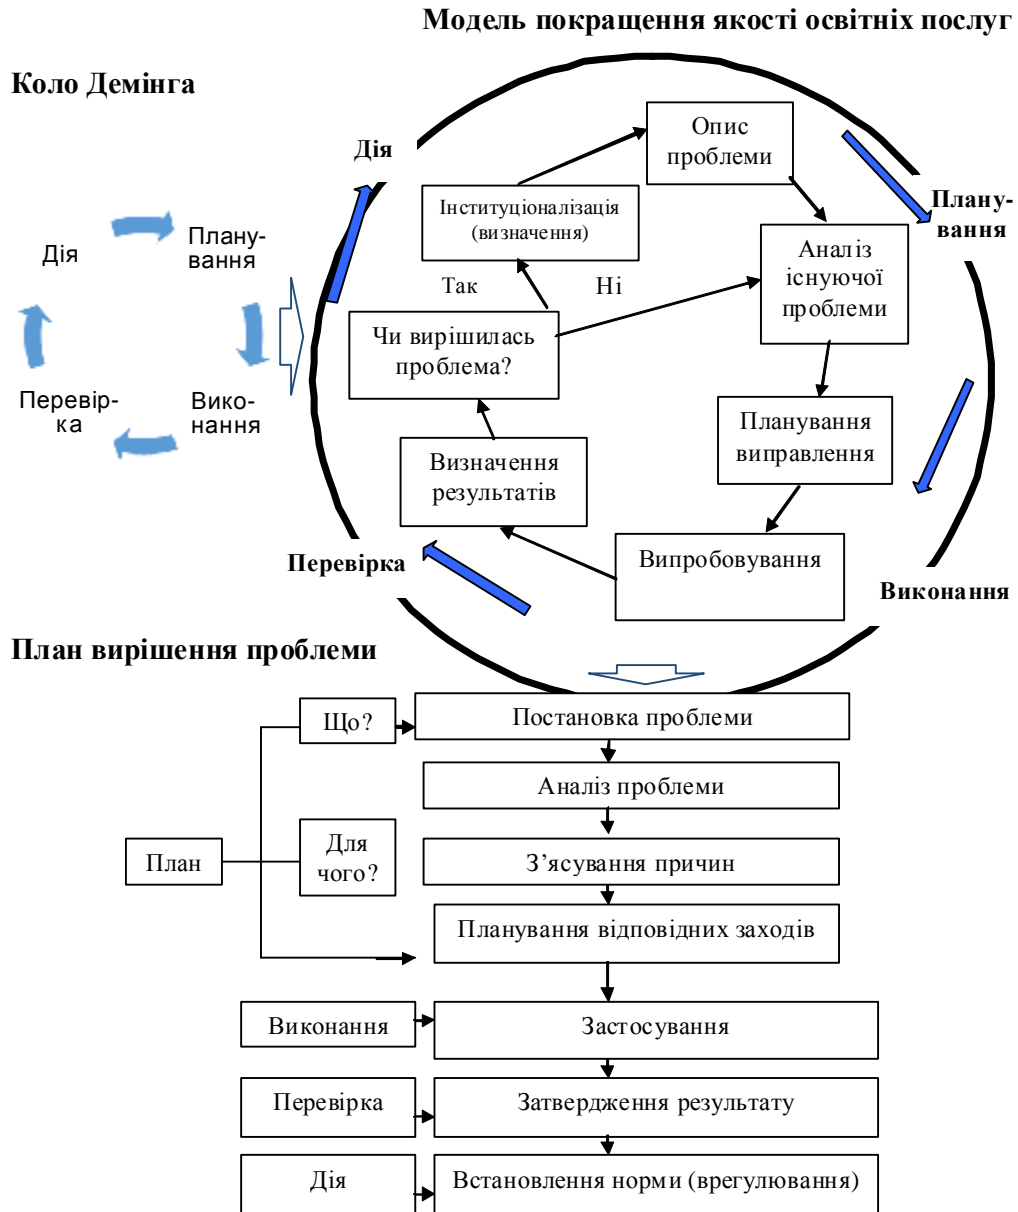 Модель покращення якості освітніх послуг
Коло Демінга
Дія
Плану-
вання
Перевір-
ка
Вико-
нання
Дія
Плану-
вання
Виконання
Перевірка
Опис
проблеми
Інституціоналізація
(визначення)
Аналіз
існуючої
проблеми
Так
Ні
Чи вирішилась
проблема?
Планування
виправлення
Визначення
результатів
Випробовування
План вирішення проблеми
Що?
Постановка проблеми
Аналіз проблеми
План
Для
чого?
З’ясування причин
Планування відповідних заходів
Виконання
Застосування
Перевірка
Затвердження результату
Дія
Встановлення норми (врегулювання)